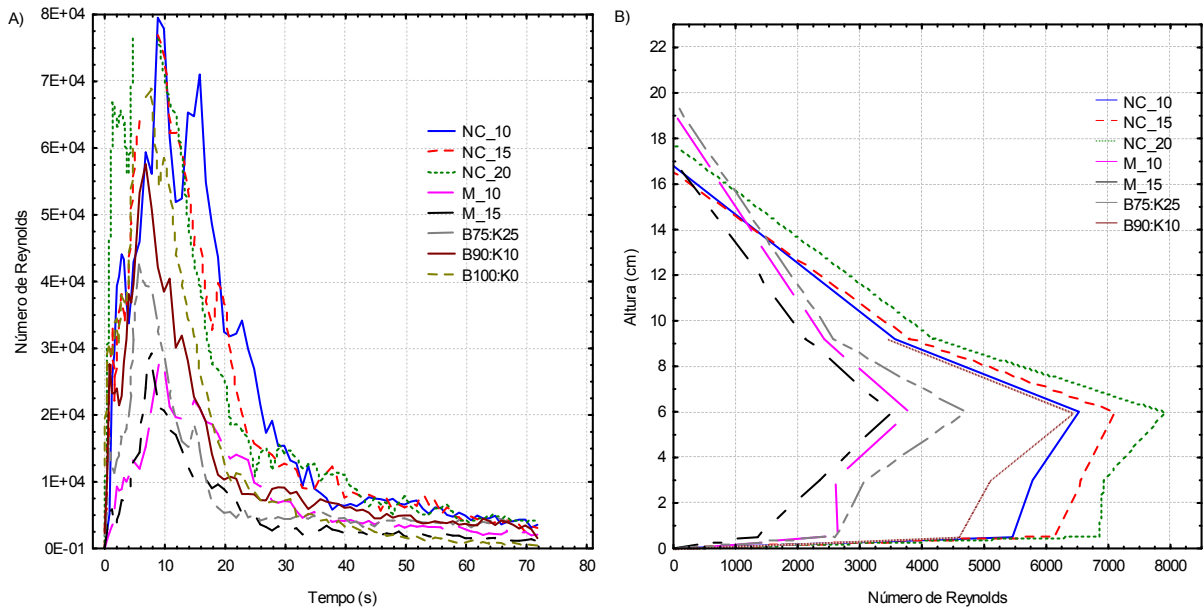 A)
8E+04
7E+04
6E+04
5E+04
4E+04
3E+04
2E+04
1E+04
0E-01
Número de Reynolds
0 10 20 30 40 50 60 70 80
Tempo (s)
NC_10
NC_15
NC_20
M_10
M_15
B75:K25
B90:K10
B100:K0
B)
22
20
18
16
14
12
10
8
6
4
2
0
Altura (cm)
0 1000 2000 3000 4000 5000 6000 7000 8000
Número de Reynolds
NC_10
NC_15
NC_20
M_10
M_15
B75:K25
B90:K10